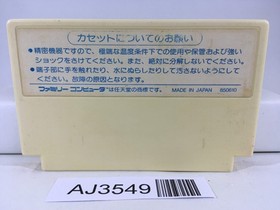 カセットについてのお願い
●精密機器ですので、極端な温度条件下での使用や保管および強い
ショックをさけてください。また、絶対に分解しないでください。
●端子部に手を触れたり、水にぬらしたりして汚さないようにして
ください。故障の原因となります。
ファミリーコンピュータは任天堂の商標です。 MADE IN JAPAN
AJ3549